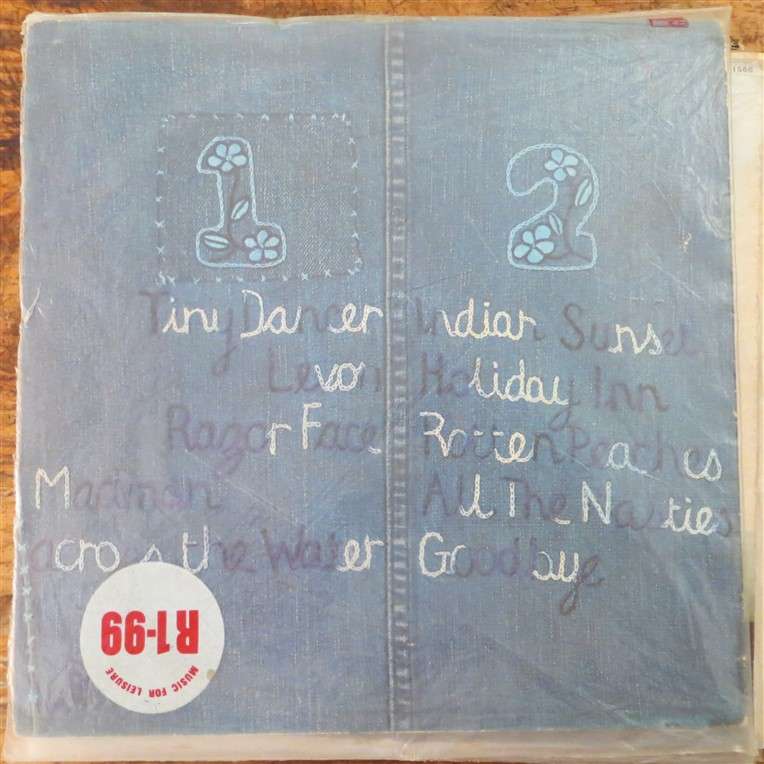 1
2
Tiny Dancer
Indian Sunset
Levon
Holiday Inn
Razor Face
Rotten Peaches
Madman
All The Nasties
across the Water
Goodbye
R1-99
MUSIC FOR LEISURE
1566